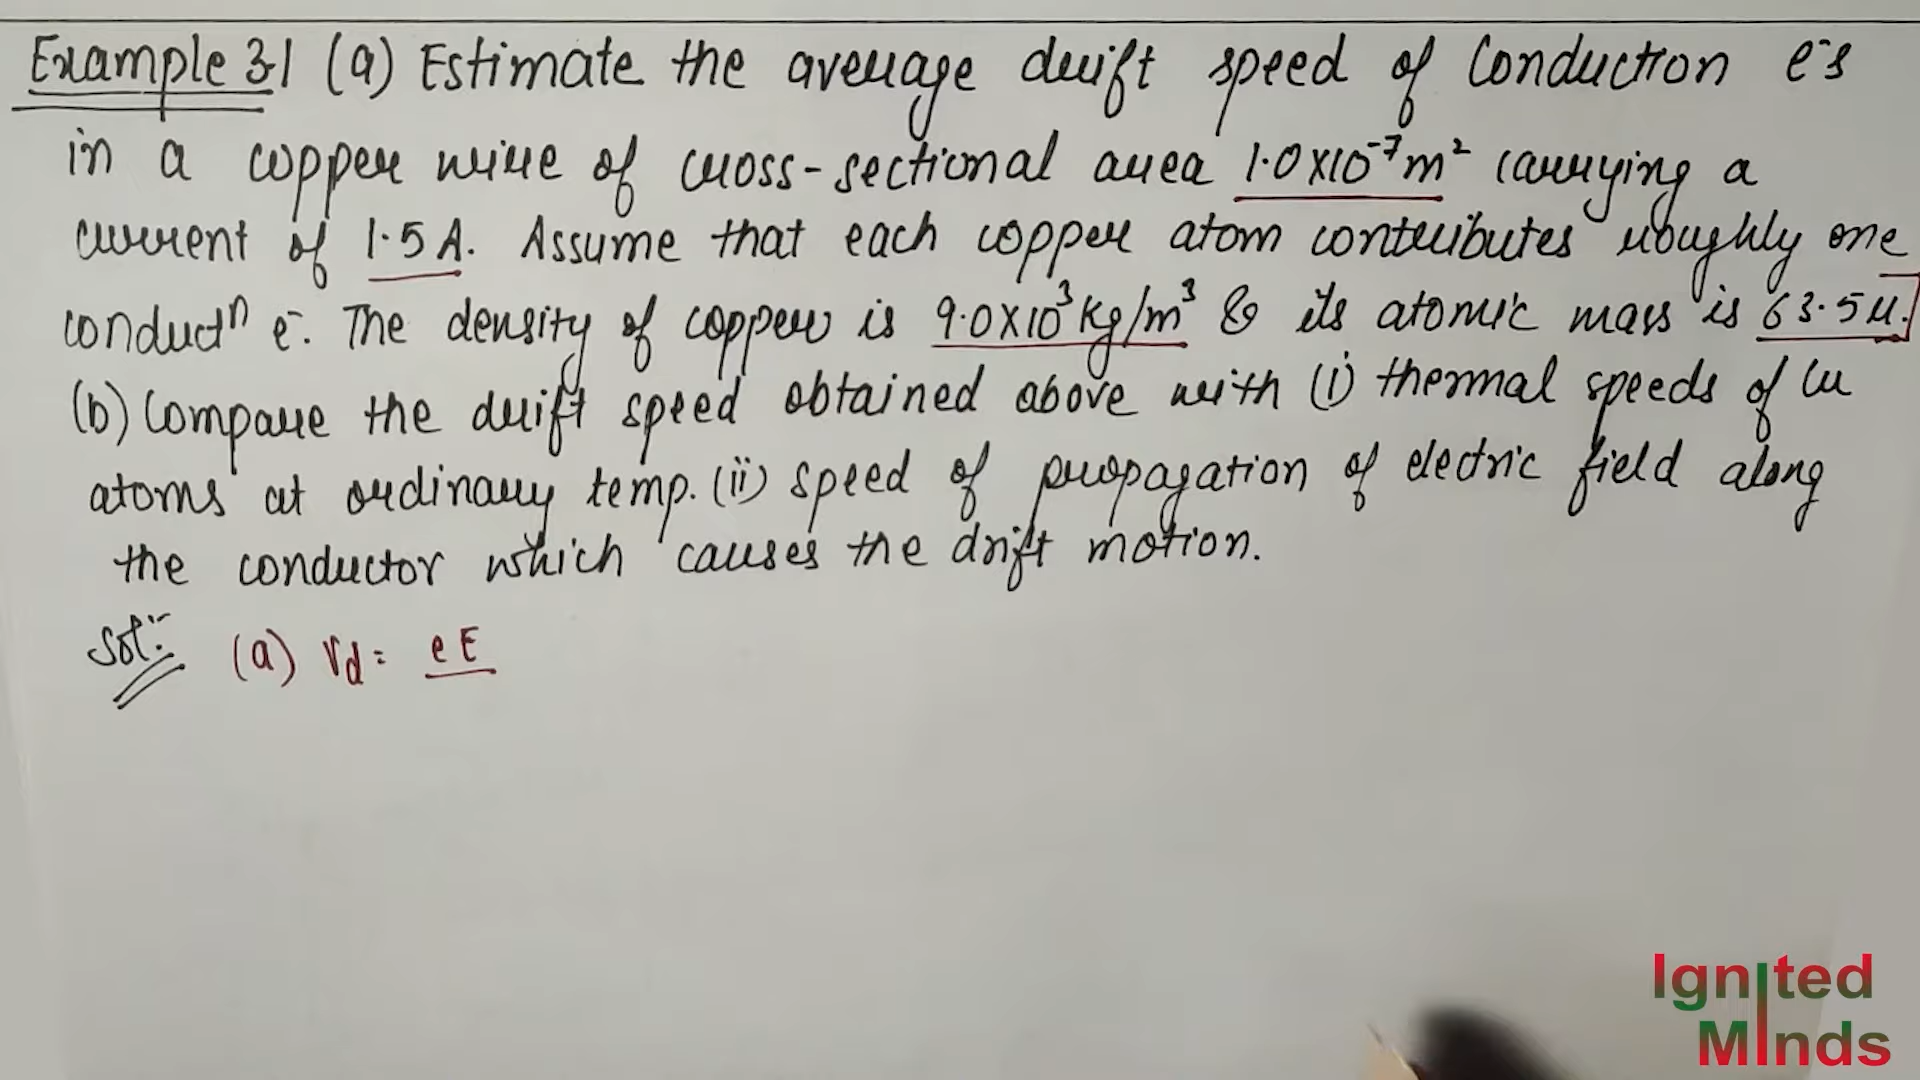 Example 3.1 (a) Estimate the average drift speed of conduction e⁻s
in a copper wire of cross-sectional area 1.0×10⁻⁷m² carrying a
current of 1.5 A. Assume that each copper atom contributes roughly one
conductⁿ e⁻. The density of copper is 9.0×10³kg/m³ & its atomic mass is 63.5u.
(b) Compare the drift speed obtained above with (i) thermal speeds of Cu
atoms at ordinary temp. (ii) speed of propagation of electric field along
the conductor which causes the drift motion.
Sol:- (a) Vd = eE
Ignited
Minds